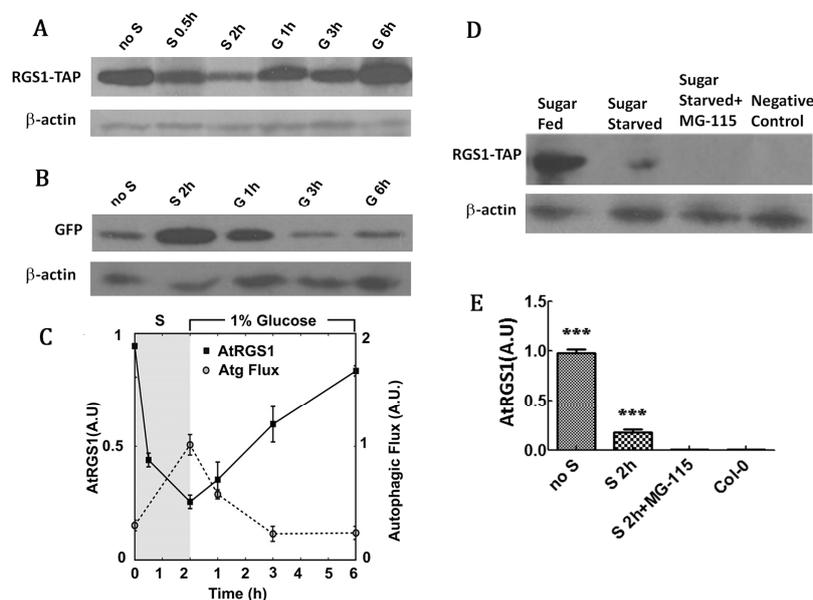 A
no S S 0.5h S 2h G 1h G 3h G 6h
RGS1-TAP
β-actin
B
no S S 2h G 1h G 3h G 6h
GFP
β-actin
C
S 1% Glucose
1 2
AtRGS1
Atg Flux
AtRGS1(A.U)
0.5 1
Autophagic Flux (A.U.)
0 0
0 1 2 1 2 3 4 5 6
Time (h)
D
Sugar Fed
Sugar Starved
Sugar Starved+ MG-115
Negative Control
RGS1-TAP
β-actin
E
AtRGS1(A.U)
1.5
1.0
0.5
0.0
***
***
no S
S 2h
S 2h+MG-115
Col-0